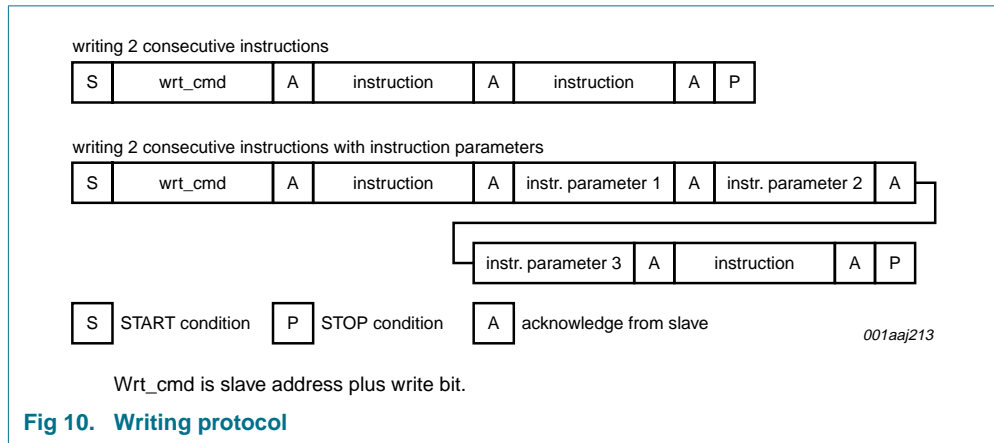 writing 2 consecutive instructions
S wrt_cmd A instruction A instruction A P
writing 2 consecutive instructions with instruction parameters
S wrt_cmd A instruction A instr. parameter 1 A instr. parameter 2 A
instr. parameter 3 A instruction A P
S START condition P STOP condition A acknowledge from slave
001aaj213
Wrt_cmd is slave address plus write bit.
Fig 10. Writing protocol